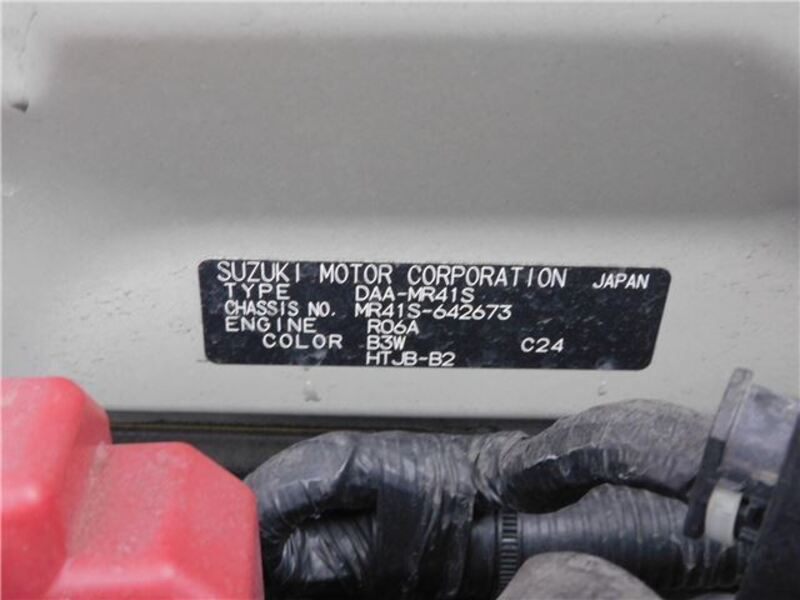 SUZUKI MOTOR CORPORATION JAPAN
TYPE DAA-MR41S
CHASSIS NO. MR41S-642673
ENGINE R06A
COLOR B3W C24
HTJB-B2